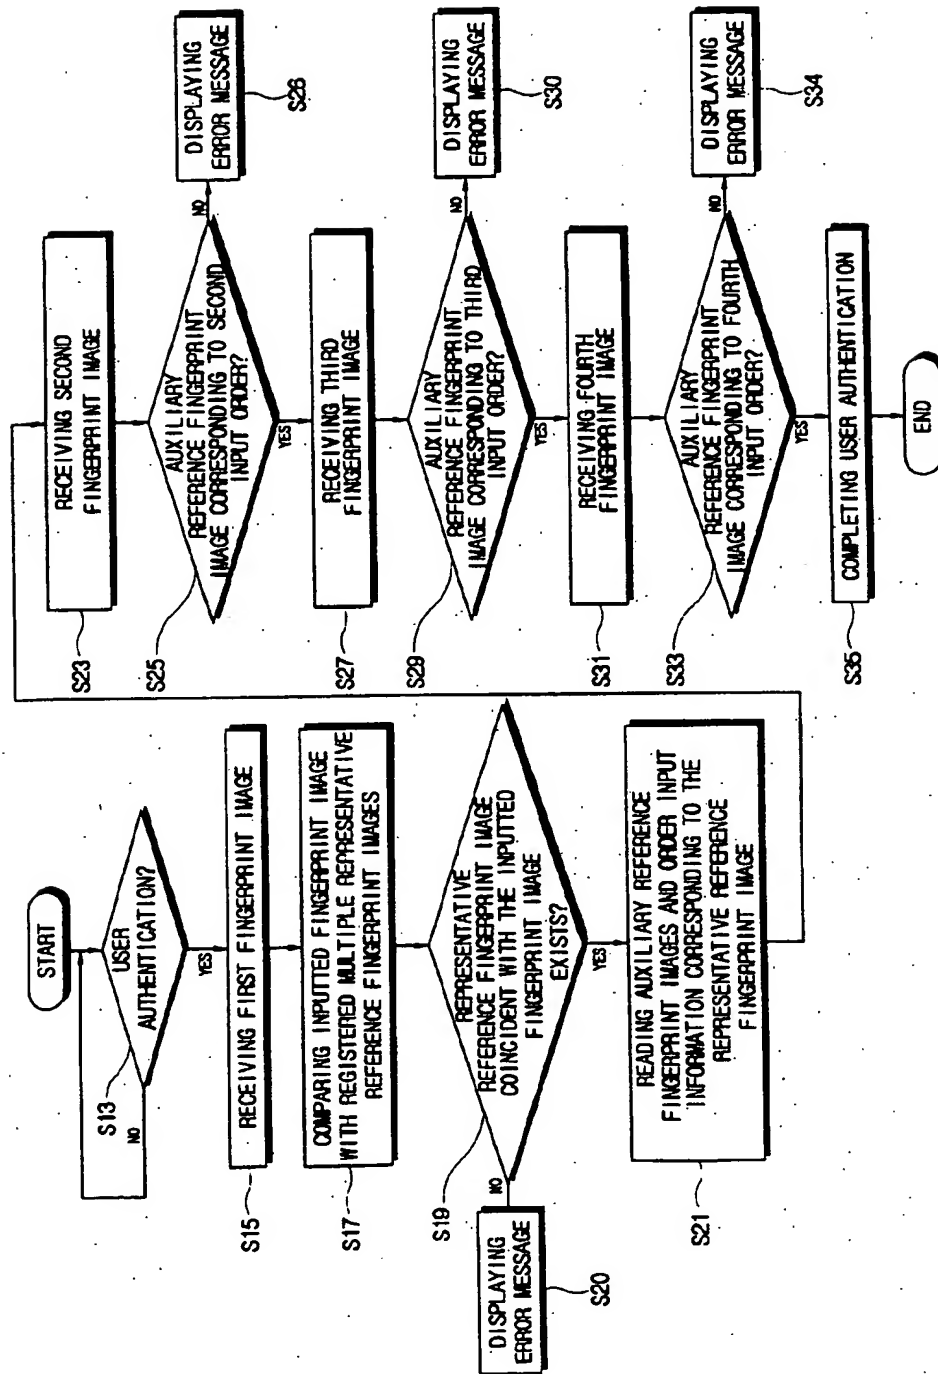 START
USER
AUTHENTICATION?
S13
NO
YES
RECEIVING FIRST FINGERPRINT IMAGE
S15
COMPARING INPUTTED FINGERPRINT IMAGE
WITH REGISTERED MULTIPLE REPRESENTATIVE
REFERENCE FINGERPRINT IMAGES
S17
REPRESENTATIVE
REFERENCE FINGERPRINT IMAGE
COINCIDENT WITH THE INPUTTED
FINGERPRINT IMAGE
EXISTS?
S19
NO
DISPLAYING
ERROR MESSAGE
S20
YES
READING AUXILIARY REFERENCE
FINGERPRINT IMAGES AND ORDER INPUT
INFORMATION CORRESPONDING TO THE
REPRESENTATIVE REFERENCE
FINGERPRINT IMAGE
S21
RECEIVING SECOND
FINGERPRINT IMAGE
S23
AUXILIARY
REFERENCE FINGERPRINT
IMAGE CORRESPONDING TO SECOND
INPUT ORDER?
S25
NO
DISPLAYING
ERROR MESSAGE
S26
YES
RECEIVING THIRD
FINGERPRINT IMAGE
S27
AUXILIARY
REFERENCE FINGERPRINT
IMAGE CORRESPONDING TO THIRD
INPUT ORDER?
S29
NO
DISPLAYING
ERROR MESSAGE
S30
YES
RECEIVING FOURTH
FINGERPRINT IMAGE
S31
AUXILIARY
REFERENCE FINGERPRINT
IMAGE CORRESPONDING TO FOURTH
INPUT ORDER?
S33
NO
DISPLAYING
ERROR MESSAGE
S34
YES
COMPLETING USER AUTHENTICATION
S35
END